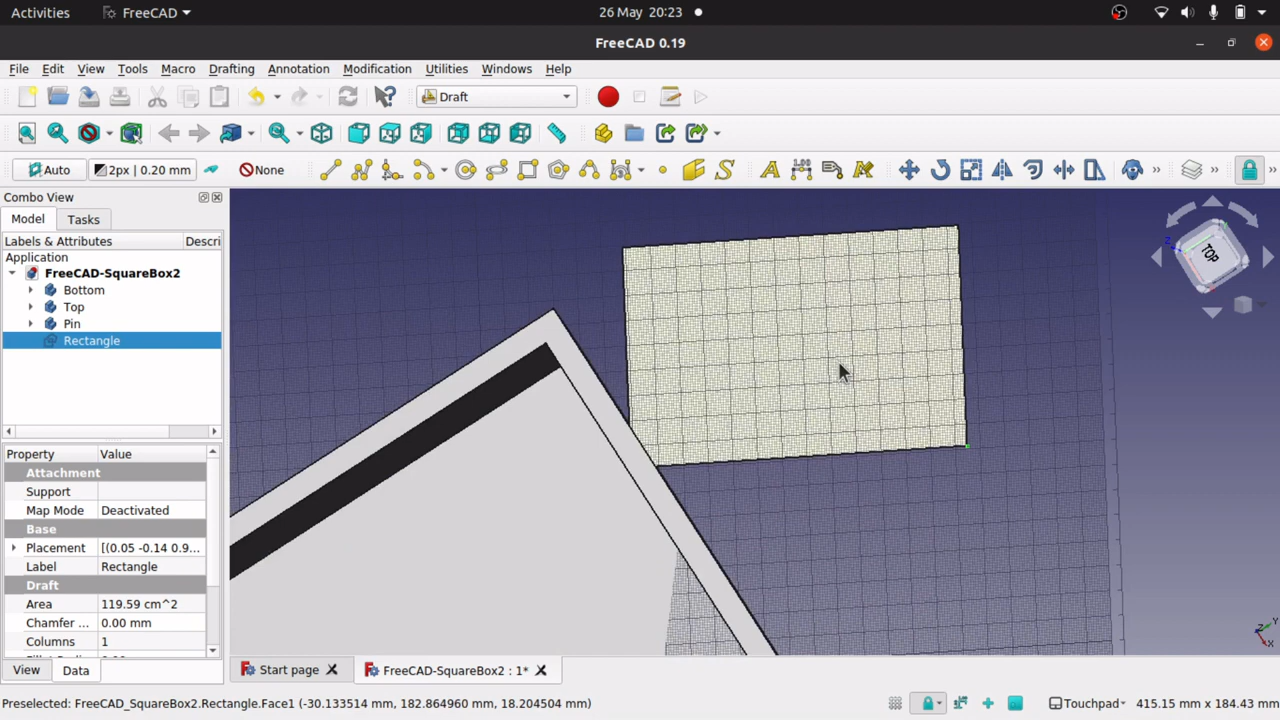 Activities
FreeCAD
26 May 20:23
FreeCAD 0.19
File Edit View Tools Macro Drafting Annotation Modification Utilities Windows Help
Draft
Auto 2px | 0.20 mm None
Combo View
Model Tasks
Labels & Attributes Descri
Application
FreeCAD-SquareBox2
Bottom
Top
Pin
Rectangle
Property Value
Attachment
Support
Map Mode Deactivated
Base
Placement [(0.05 -0.14 0.9...
Label Rectangle
Draft
Area 119.59 cm^2
Chamfer ... 0.00 mm
Columns 1
View Data
Start page
FreeCAD-SquareBox2 : 1*
TOP
Z
Y
Z
Y
X
Preselected: FreeCAD_SquareBox2.Rectangle.Face1 (-30.133514 mm, 182.864960 mm, 18.204504 mm)
Touchpad
415.15 mm x 184.43 mm